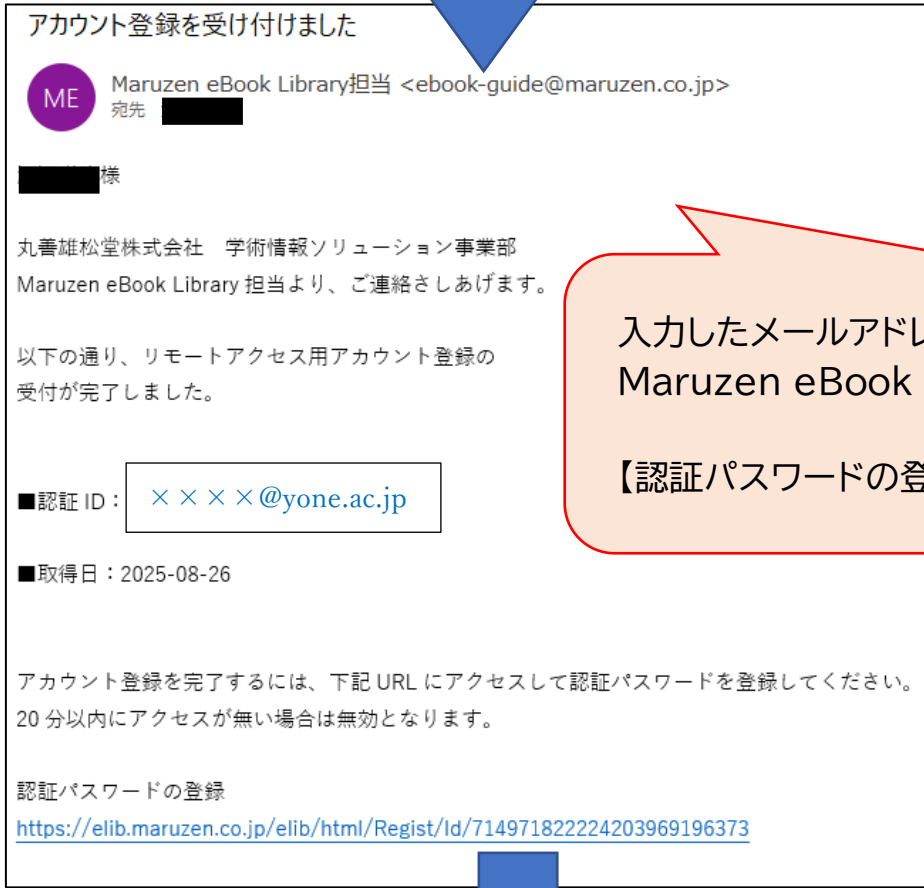 アカウント登録を受け付けました
ME
Maruzen eBook Library担当 <ebook-guide@maruzen.co.jp>
宛先
様
丸善雄松堂株式会社　学術情報ソリューション事業部
Maruzen eBook Library 担当より、ご連絡さしあげます。
以下の通り、リモートアクセス用アカウント登録の
受付が完了しました。
■認証 ID： ××××@yone.ac.jp
■取得日：2025-08-26
アカウント登録を完了するには、下記 URL にアクセスして認証パスワードを登録してください。
20 分以内にアクセスが無い場合は無効となります。
認証パスワードの登録
https://elib.maruzen.co.jp/elib/html/Regist/Id/714971822224203969196373
入力したメールアドレ
Maruzen eBook
【認証パスワードの登